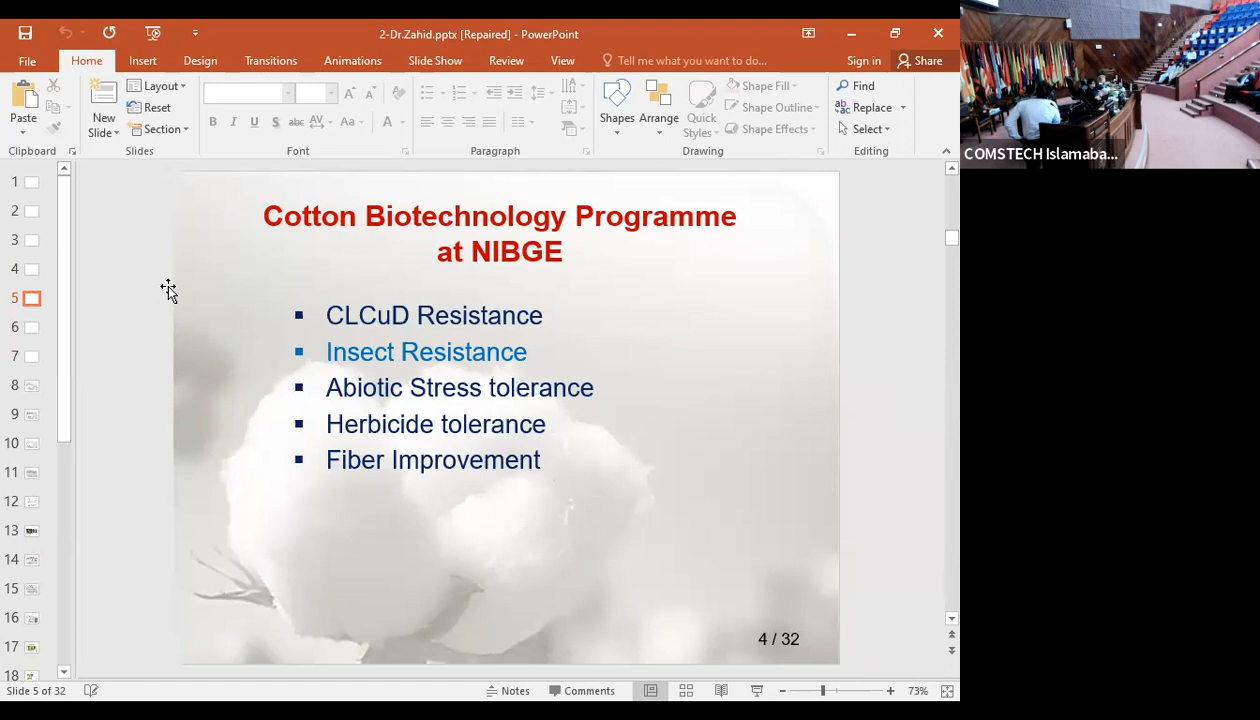 2-Dr.Zahid.pptx [Repaired] - PowerPoint
File Home Insert Design Transitions Animations Slide Show Review View Tell me what you want to do... Sign in Share
Paste
New Slide
Layout
Reset
Section
B I U S abc AV Aa A
Shapes
Arrange
Quick Styles
Shape Fill
Shape Outline
Shape Effects
Find
Replace
Select
Clipboard Slides Font Paragraph Drawing Editing
COMSTECH Islamaba...
1
2
3
4
5
6
7
8
9
10
11
12
13
14
15
16
17
18
Cotton Biotechnology Programme
at NIBGE
▪ CLCuD Resistance
▪ Insect Resistance
▪ Abiotic Stress tolerance
▪ Herbicide tolerance
▪ Fiber Improvement
4 / 32
Slide 5 of 32 Notes Comments 73%